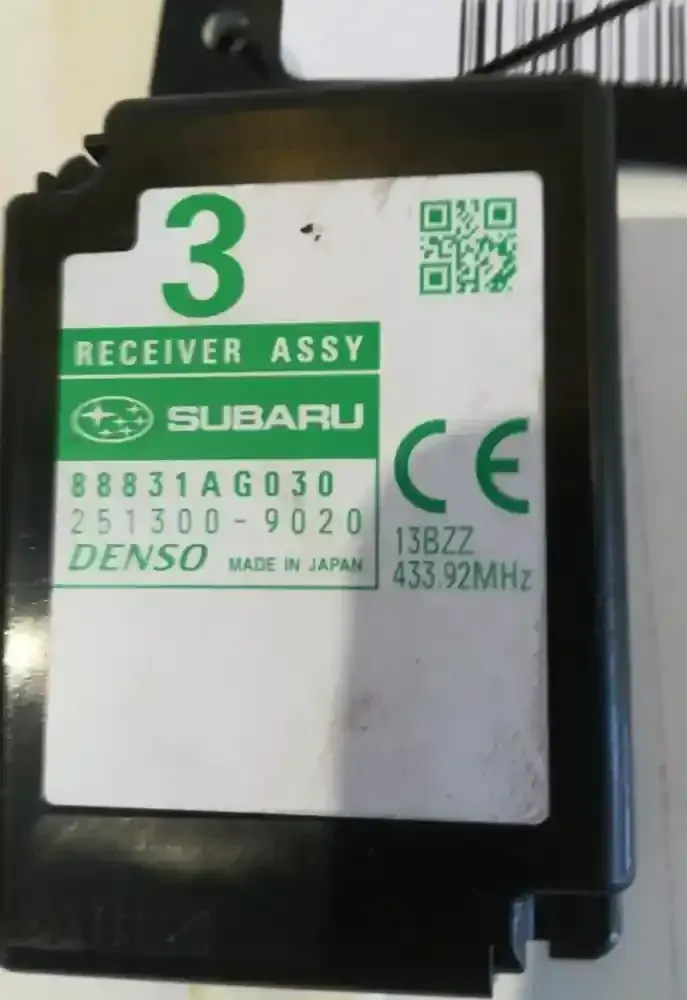 3
RECEIVER ASSY
SUBARU
88831AG030
251300-9020
DENSO MADE IN JAPAN
CE
13BZZ
433.92MHz